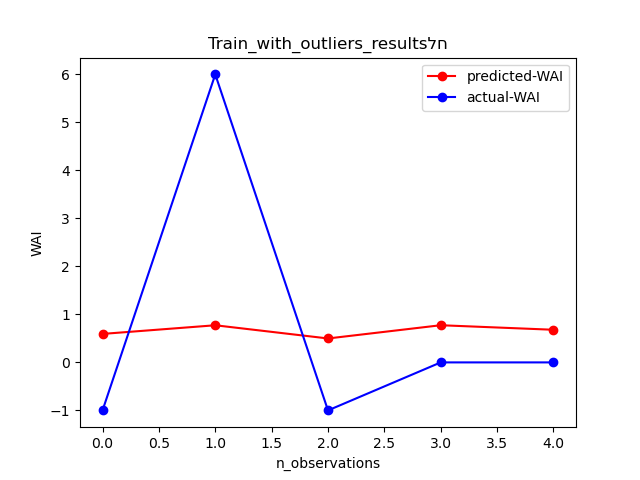 Train_with_outliers_resultsחל
predicted-WAI
actual-WAI
6
5
4
3
2
1
0
−1
WAI
0.0 0.5 1.0 1.5 2.0 2.5 3.0 3.5 4.0
n_observations